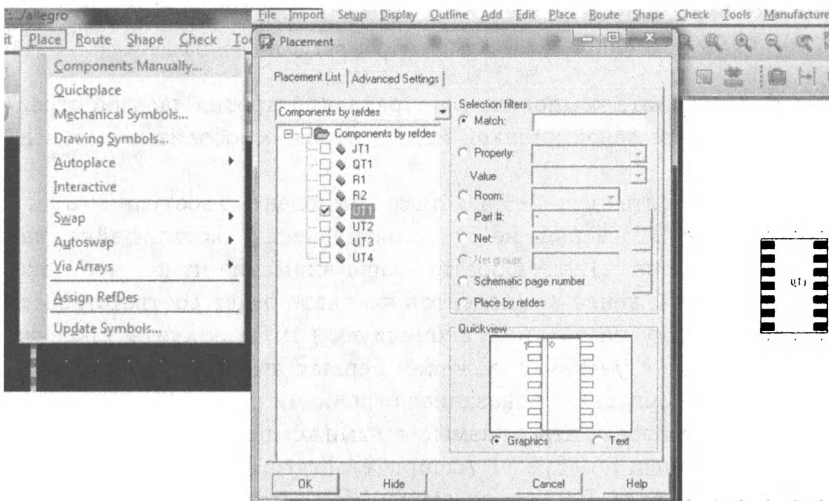 :../allegro
it Place Route Shape Check
Components Manually...
Quickplace
Mechanical Symbols...
Drawing Symbols...
Autoplace
Interactive
Swap
Autoswap
Via Arrays
Assign RefDes
Update Symbols...
File Import Setup Display Outline Add Edit Place Route Shape Check Tools Manufacture
Placement
Placement List Advanced Settings
Components by refdes
Components by refdes
JT1
QT1
R1
R2
UT1
UT2
UT3
UT4
Selection filters
Match:
Property:
Value
Room:
Part #:
Net:
Net group:
Schematic page number
Place by refdes
Quickview
Graphics Text
OK Hide Cancel Help